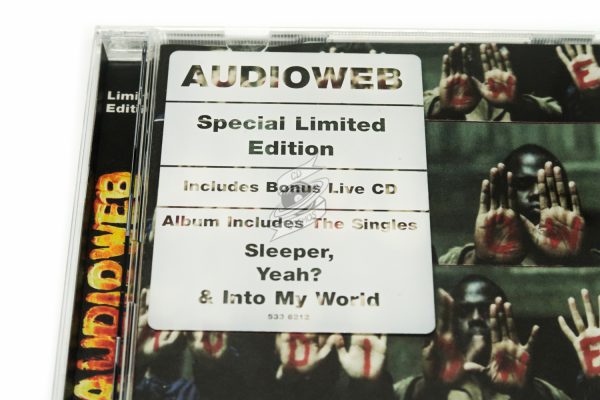 AUDIOWEB
Special Limited
Edition
Includes Bonus Live CD
Album Includes The Singles
Sleeper,
Yeah?
& Into My World
533 6212
Limi
Editi
AUDIOWEB